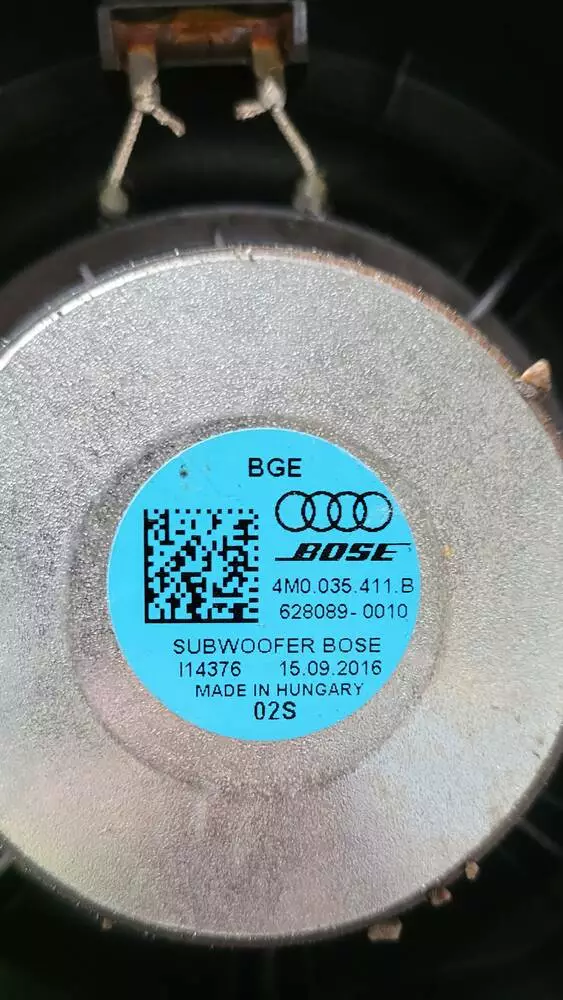 BGE
BOSE
4M0.035.411.B
628089-0010
SUBWOOFER BOSE
I14376 15.09.2016
MADE IN HUNGARY
02S